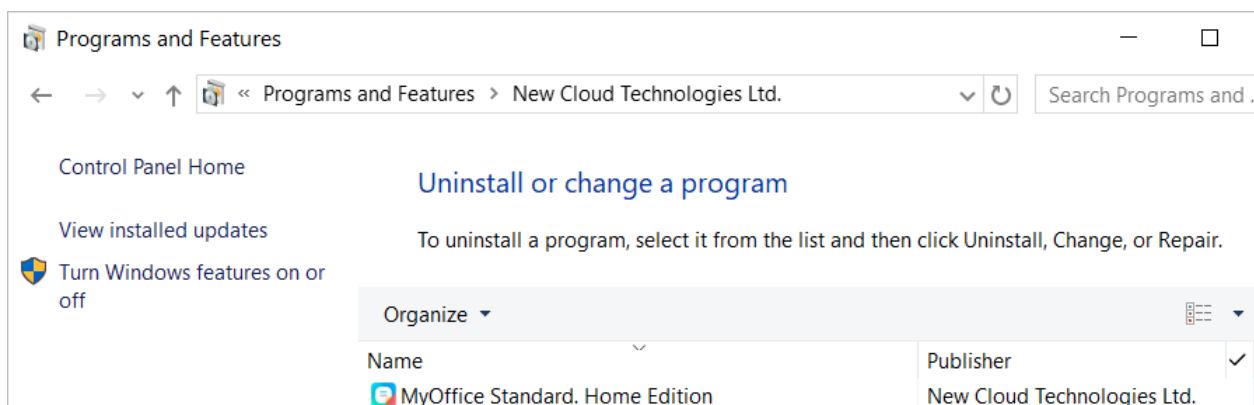 Programs and Features
« Programs and Features > New Cloud Technologies Ltd.
Search Programs and .
Control Panel Home
Uninstall or change a program
View installed updates
To uninstall a program, select it from the list and then click Uninstall, Change, or Repair.
Turn Windows features on or
off
Organize
Name
Publisher
MyOffice Standard. Home Edition
New Cloud Technologies Ltd.